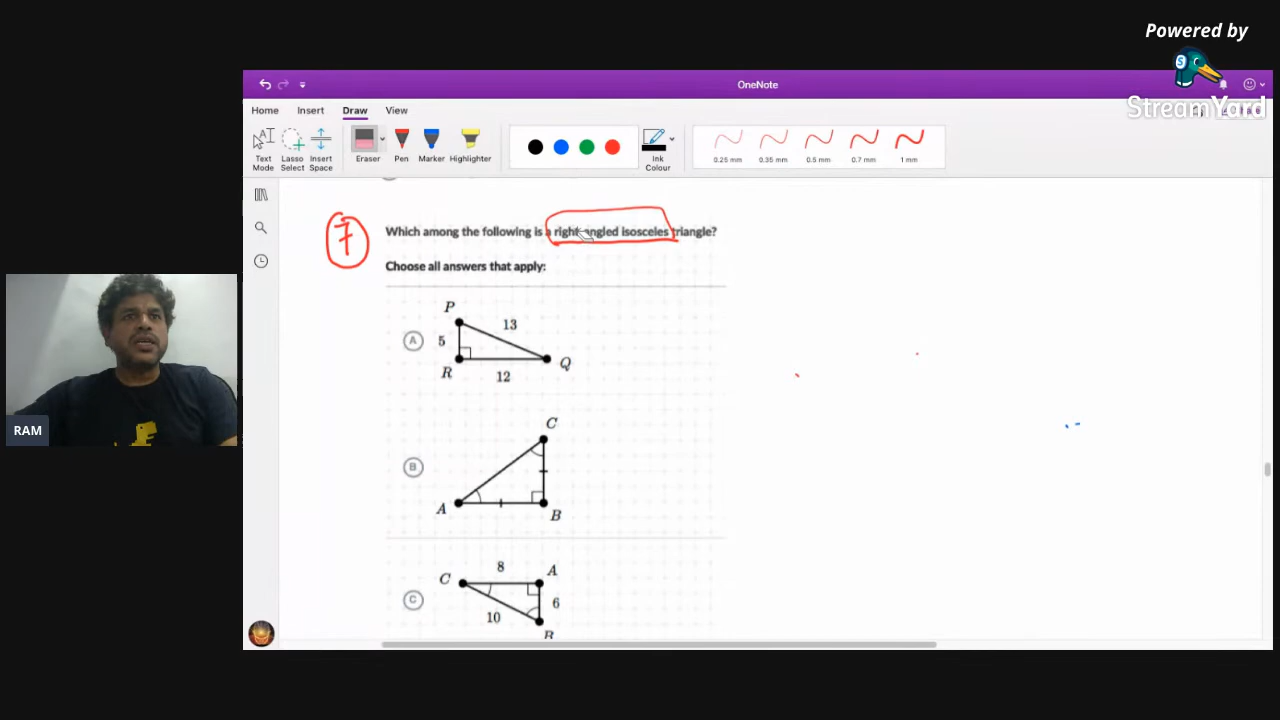 Powered by
StreamYard
OneNote
Home Insert Draw View
Text Mode
Lasso Select
Insert Space
Eraser
Pen
Marker
Highlighter
Ink Colour
0.25 mm 0.35 mm 0.5 mm 0.7 mm 1 mm
7
Which among the following is a right angled isosceles triangle?
Choose all answers that apply:
P
13
A 5
R
12
Q
C
B
A
B
8
C
A
C
6
10
B
RAM